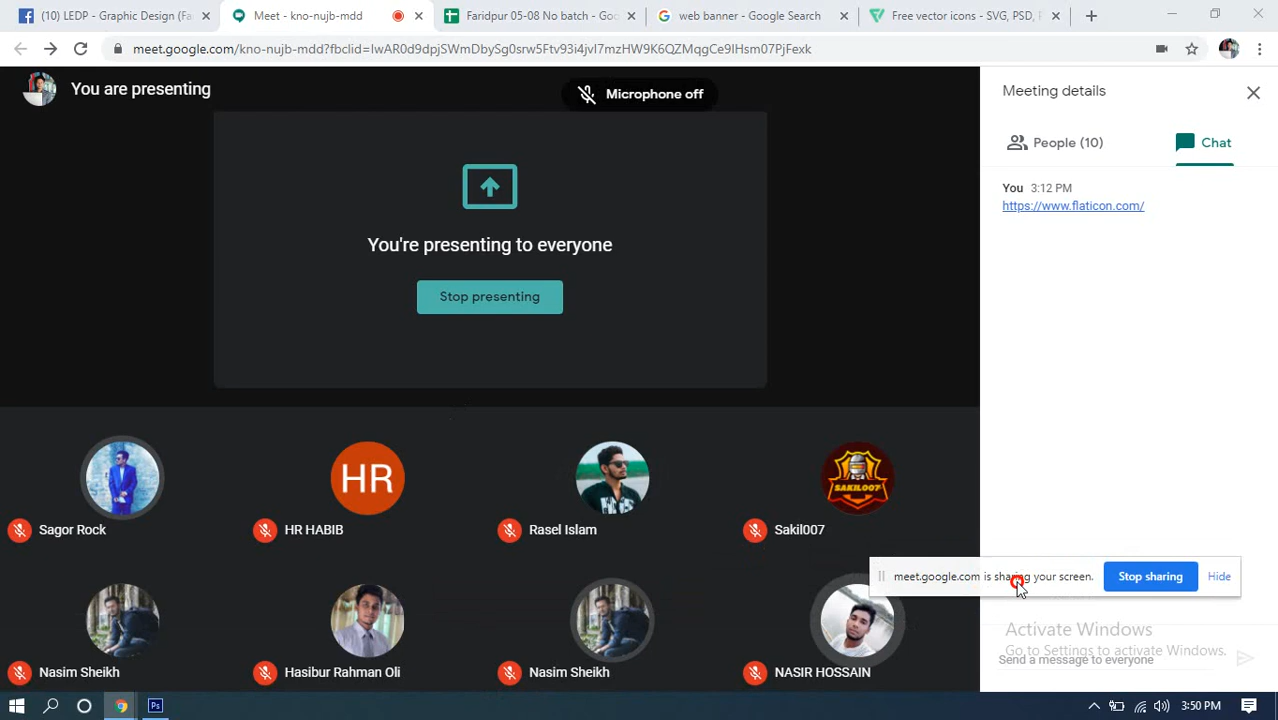 (10) LEDP - Graphic Design (Fa
Meet - kno-nujb-mdd
Faridpur 05-08 No batch - Goo
web banner - Google Search
Free vector icons - SVG, PSD, P
meet.google.com/kno-nujb-mdd?fbclid=IwAR0d9dpjSWmDbySg0srw5Ftv93i4jvI7mzHW9K6QZMqgCe9IHsm07PjFexk
You are presenting
Microphone off
You're presenting to everyone
Stop presenting
Meeting details
People (10)
Chat
You 3:12 PM
https://www.flaticon.com/
Sagor Rock
HR
HR HABIB
Rasel Islam
SAKIL007
Sakil007
meet.google.com is sharing your screen.
Stop sharing
Hide
Nasim Sheikh
Hasibur Rahman Oli
Nasim Sheikh
NASIR HOSSAIN
Activate Windows
Go to Settings to activate Windows.
Send a message to everyone
Ps
3:50 PM